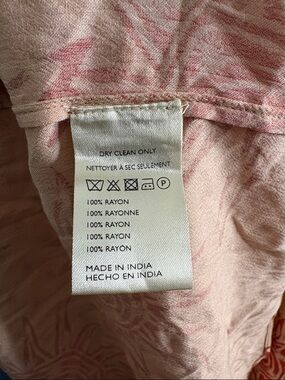 DRY CLEAN ONLY
NETTOYER A SEC SEULEMENT
P
100% RAYON
100% RAYONNE
100% RAYON
100% RAYON
100% RAYÓN
MADE IN INDIA
HECHO EN INDIA